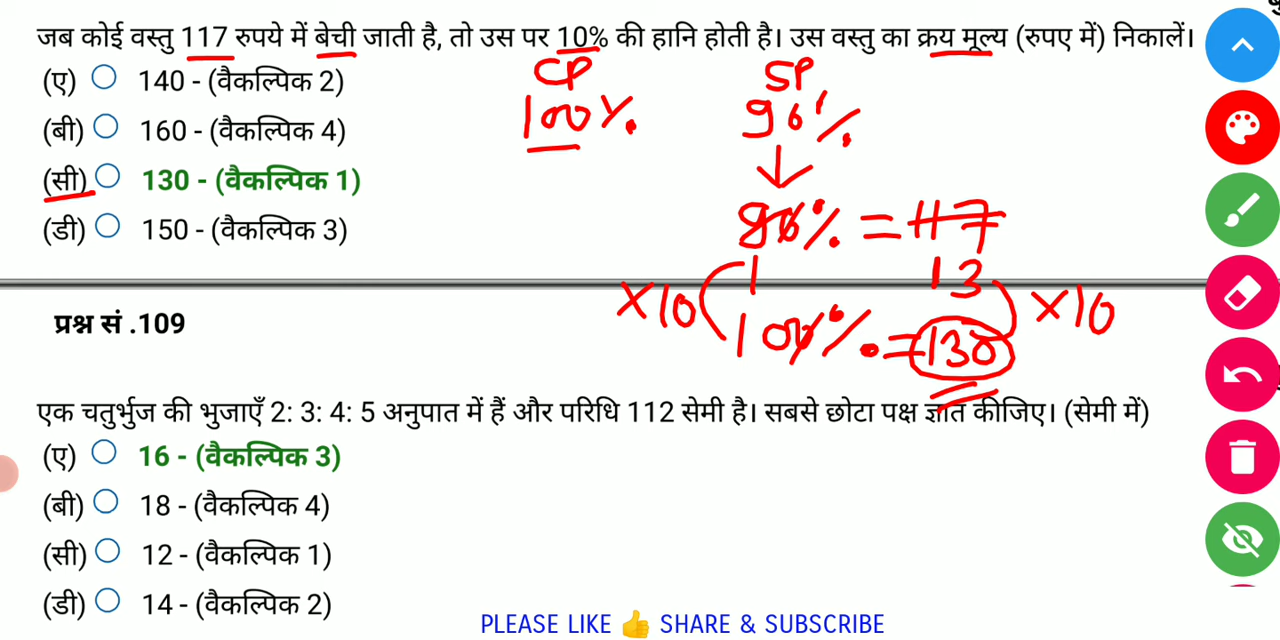 जब कोई वस्तु 117 रुपये में बेची जाती है, तो उस पर 10% की हानि होती है। उस वस्तु का क्रय मूल्य (रुपए में) निकालें।
CP SP
(ए) 140 - (वैकल्पिक 2)
100% 90%
(बी) 160 - (वैकल्पिक 4)
(सी) 130 - (वैकल्पिक 1)
(डी) 150 - (वैकल्पिक 3)
90% = 117
1 13
×10 ×10
100% = 130
प्रश्न सं .109
एक चतुर्भुज की भुजाएँ 2: 3: 4: 5 अनुपात में हैं और परिधि 112 सेमी है। सबसे छोटा पक्ष ज्ञात कीजिए। (सेमी में)
(ए) 16 - (वैकल्पिक 3)
(बी) 18 - (वैकल्पिक 4)
(सी) 12 - (वैकल्पिक 1)
(डी) 14 - (वैकल्पिक 2)
PLEASE LIKE 👍 SHARE & SUBSCRIBE